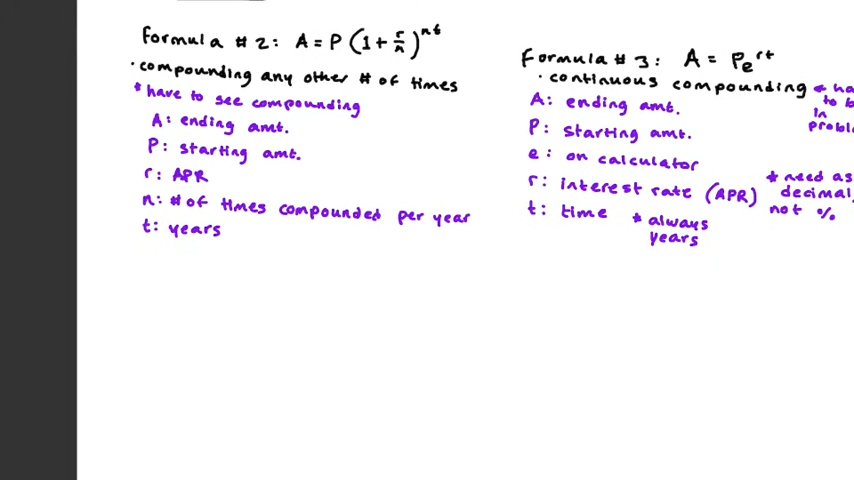 Formula # 2: A = P (1 + r/n)^nt
· compounding any other # of times
* have to see compounding
A: ending amt.
P: starting amt.
r: APR
n: # of times compounded per year
t: years
Formula # 3: A = Pe^rt
· continuous compounding
to b
in
A: ending amt.
P: starting amt.
e: on calculator
r: interest rate (APR)
* need as
decimal,
not %
t: time * always
years